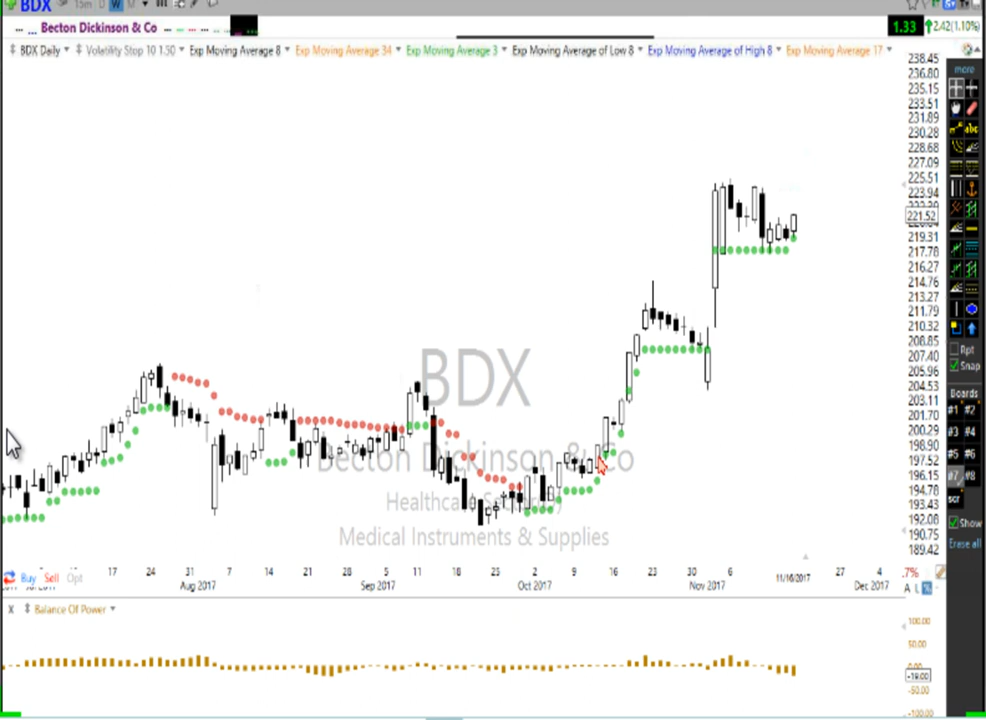 BDX 15m D W M
Becton Dickinson & Co
1.33 2.42(1.10%)
BDX Daily Volatility Stop 10 1.50 Exp Moving Average 8 Exp Moving Average 34 Exp Moving Average 3 Exp Moving Average of Low 8 Exp Moving Average of High 8 Exp Moving Average 17
238.45
236.80
235.15
233.51
231.89
230.28
228.68
227.09
225.51
223.94
221.52
219.31
217.78
216.27
214.76
213.27
211.79
210.32
208.85
207.40
205.96
204.53
203.11
201.70
200.29
198.90
197.52
196.15
194.78
193.43
192.08
190.75
189.42
more
abc
Rpt
Snap
Boards
#1 #2
#3 #4
#5 #6
#7 #8
scr
Show
Erase all
BDX
Becton Dickinson & Co
Healthcare Sector
Medical Instruments & Supplies
Buy Sell Opt
17 24 31 7 14 21 28 5 11 18 25 2 9 16 23 30 6 11/16/2017 27 4
Aug 2017 Sep 2017 Oct 2017 Nov 2017 Dec 2017
.7%
A L %
X Balance Of Power
100.00
50.00
0.00
-19.00
-50.00
-100.00